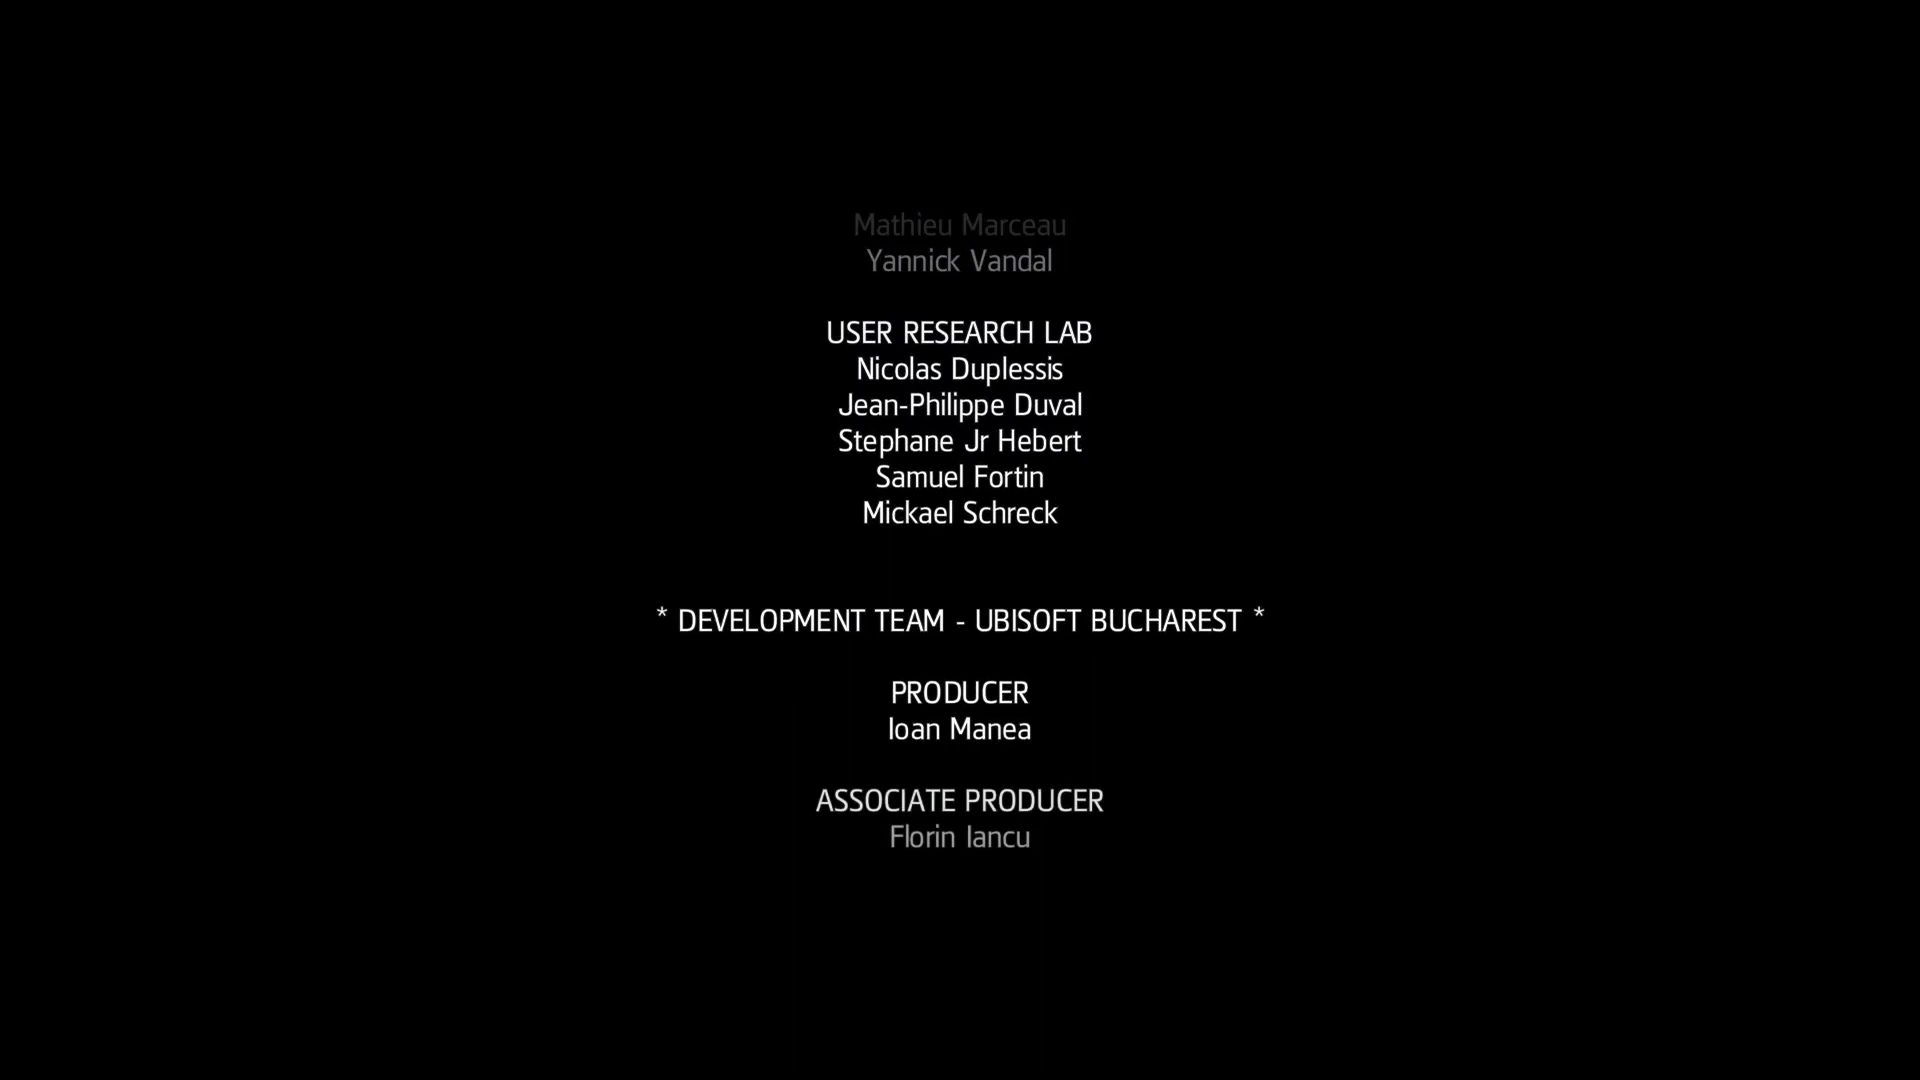 Mathieu Marceau
Yannick Vandal
USER RESEARCH LAB
Nicolas Duplessis
Jean-Philippe Duval
Stephane Jr Hebert
Samuel Fortin
Mickael Schreck
* DEVELOPMENT TEAM - UBISOFT BUCHAREST *
PRODUCER
Ioan Manea
ASSOCIATE PRODUCER
Florin Iancu